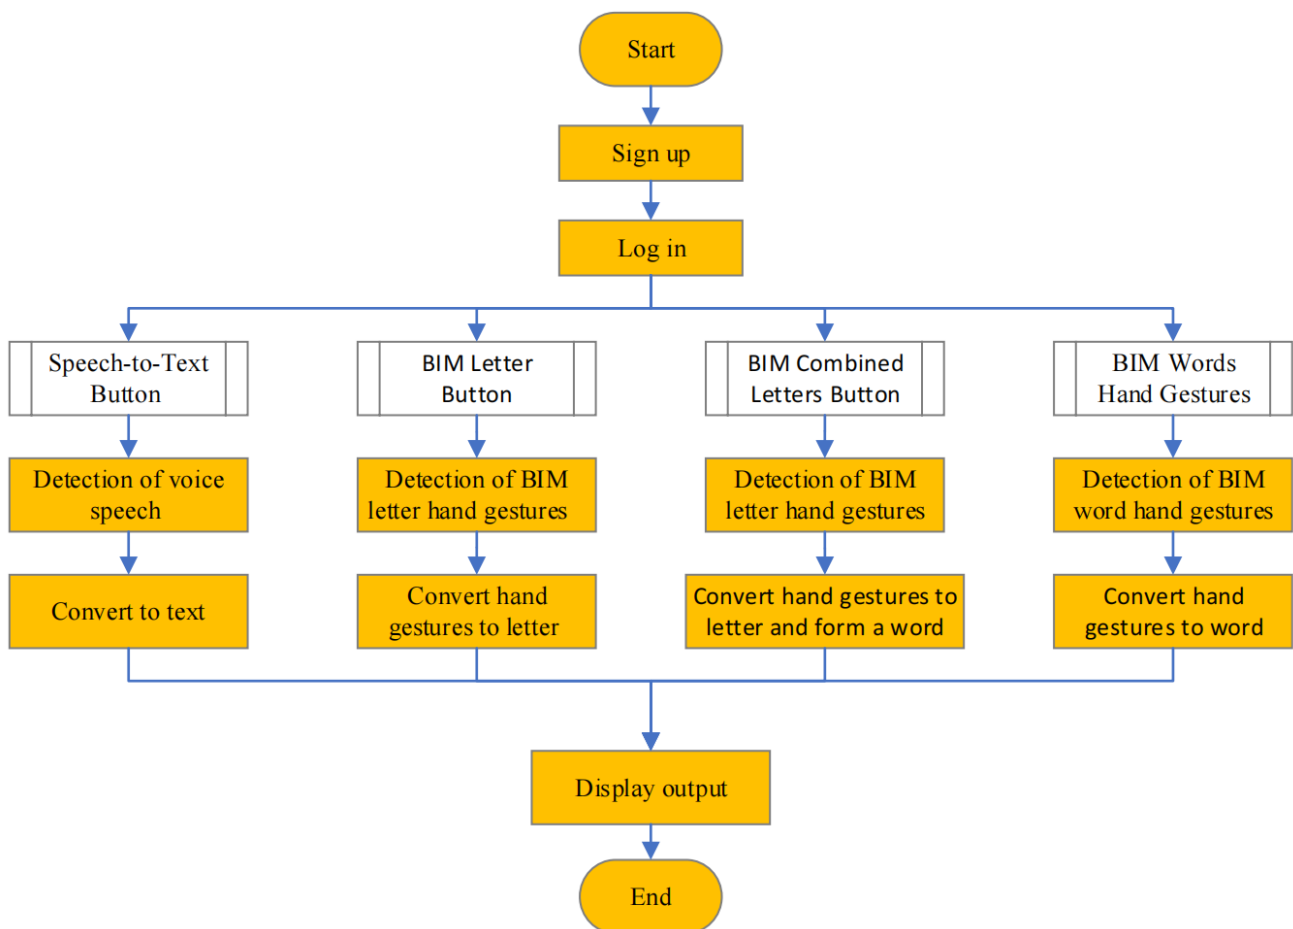 Start
Sign up
Log in
Speech-to-Text
Button
BIM Letter
Button
BIM Combined
Letters Button
BIM Words
Hand Gestures
Detection of voice
speech
Detection of BIM
letter hand gestures
Detection of BIM
letter hand gestures
Detection of BIM
word hand gestures
Convert to text
Convert hand
gestures to letter
Convert hand gestures to
letter and form a word
Convert hand
gestures to word
Display output
End